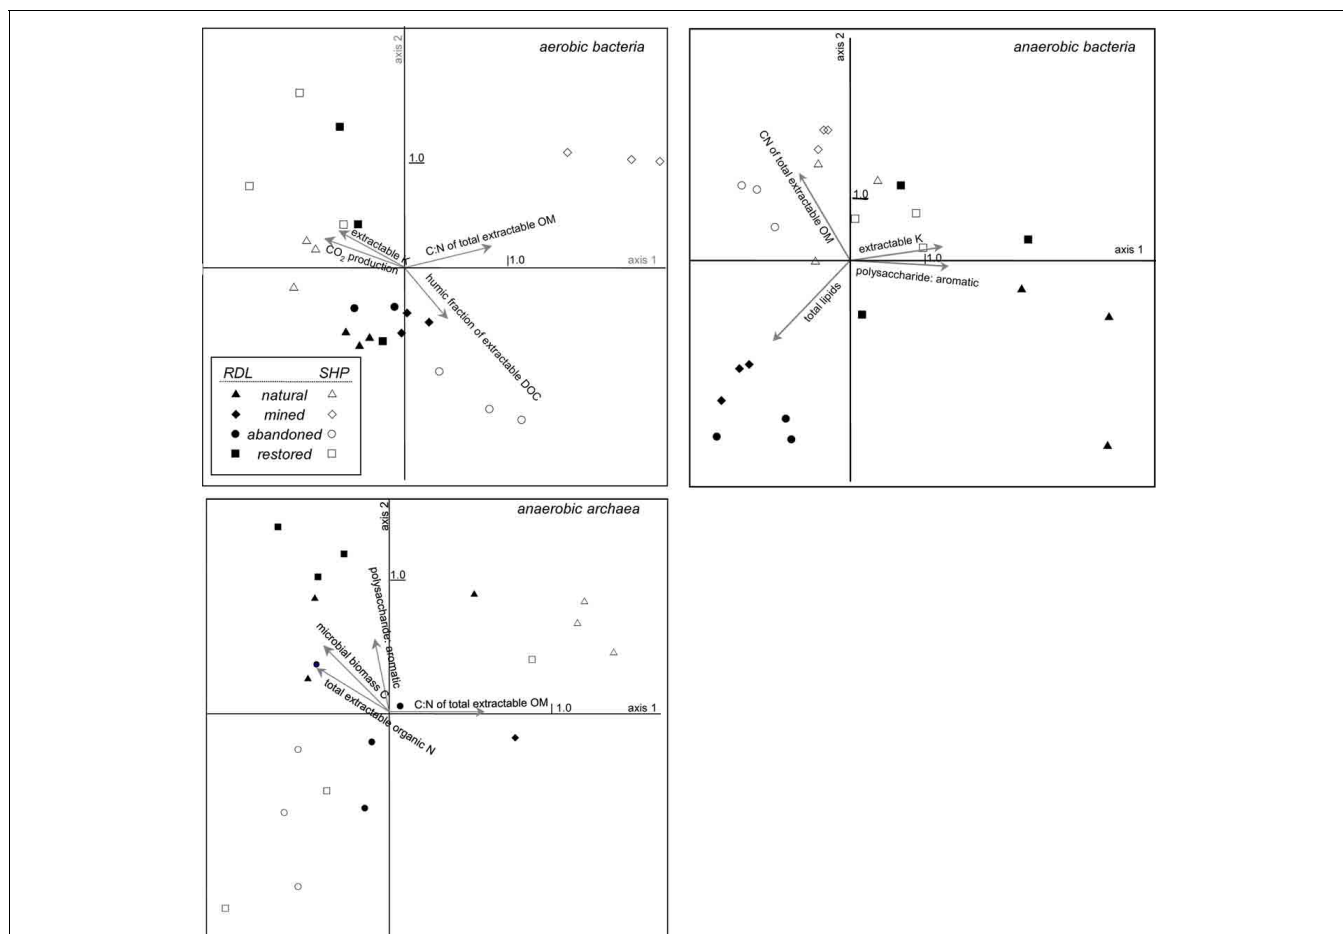 aerobic bacteria
axis 2
1.0
C:N of total extractable OM
extractable K
CO2 production
1.0
axis 1
humic fraction of extractable DOC
RDL SHP
natural
mined
abandoned
restored
anaerobic bacteria
axis 2
CN of total extractable OM
1.0
extractable K
axis 1
1.0
polysaccharide: aromatic
total lipids
anaerobic archaea
axis 2
1.0
polysaccharide: aromatic
microbial biomass C
total extractable organic N
C:N of total extractable OM
1.0
axis 1